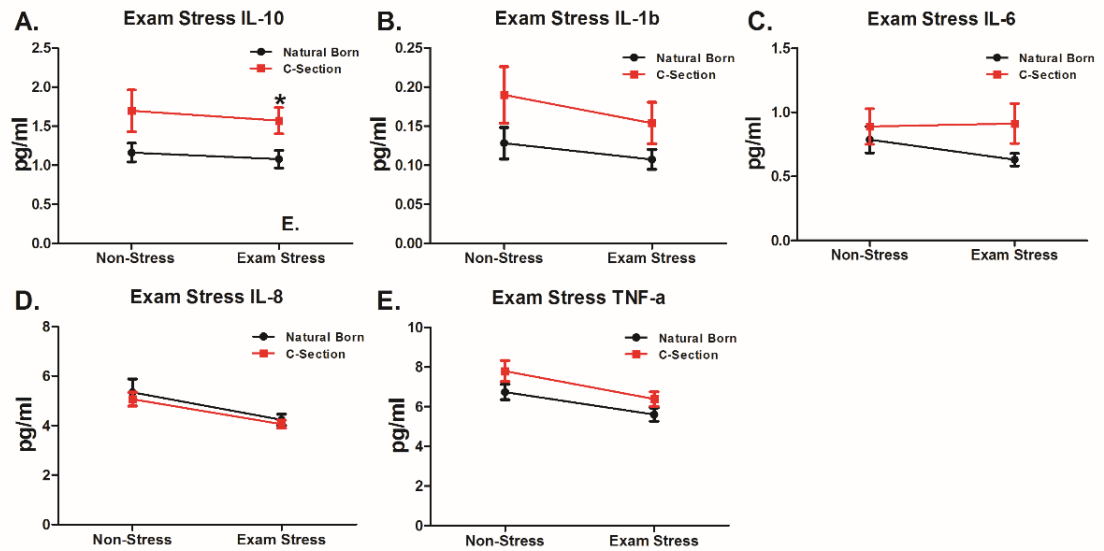 A. Exam Stress IL-10
2.5
2.0
1.5
1.0
0.5
0.0
pg/ml
Natural Born
C-Section
*
E.
Non-Stress Exam Stress
B. Exam Stress IL-1b
0.25
0.20
0.15
0.10
0.05
0.00
pg/ml
Natural Born
C-Section
Non-Stress Exam Stress
C. Exam Stress IL-6
1.5
1.0
0.5
0.0
pg/ml
Natural Born
C-Section
Non-Stress Exam Stress
D. Exam Stress IL-8
8
6
4
2
0
pg/ml
Natural Born
C-Section
Non-Stress Exam Stress
E. Exam Stress TNF-a
10
8
6
4
2
0
pg/ml
Natural Born
C-Section
Non-Stress Exam Stress